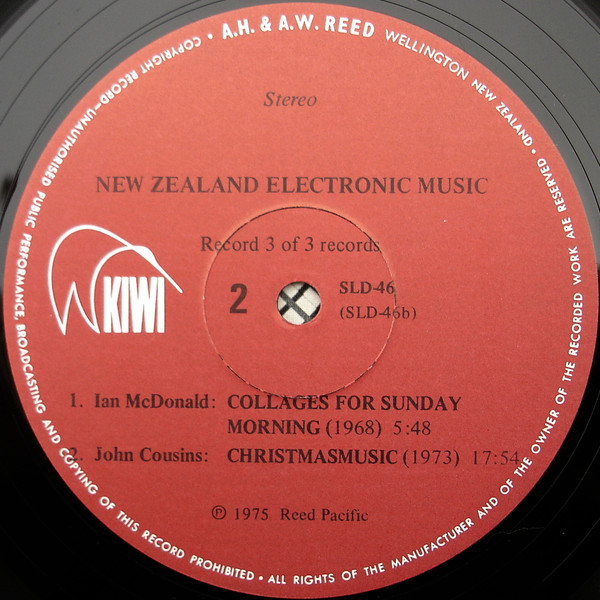 • A.H. & A.W. REED WELLINGTON NEW ZEALAND • ALL RIGHTS OF THE MANUFACTURER AND OF THE OWNER OF THE RECORDED WORK ARE RESERVED • COPYRIGHT RECORD–UNAUTHORISED PUBLIC PERFORMANCE, BROADCASTING AND COPYING OF THIS RECORD PROHIBITED •
Stereo
NEW ZEALAND ELECTRONIC MUSIC
Record 3 of 3 records
KIWI
2
SLD-46
(SLD-46b)
1. Ian McDonald: COLLAGES FOR SUNDAY
MORNING (1968) 5:48
2. John Cousins: CHRISTMASMUSIC (1973) 17:54
℗ 1975 Reed Pacific